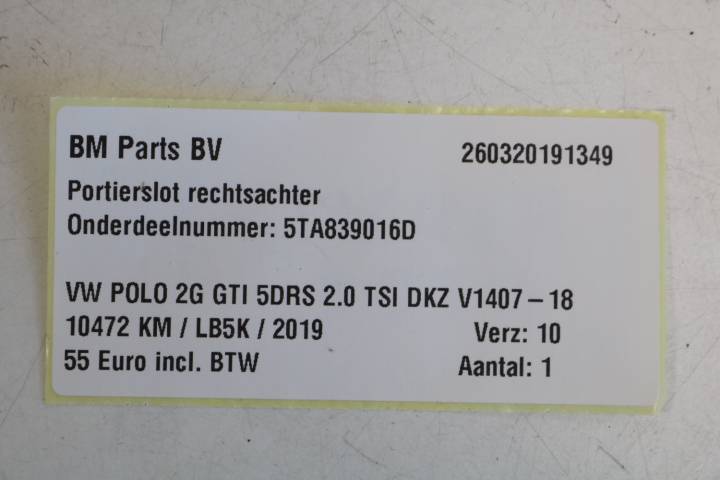 BM Parts BV 260320191349
Portierslot rechtsachter
Onderdeelnummer: 5TA839016D
VW POLO 2G GTI 5DRS 2.0 TSI DKZ V1407-18
10472 KM / LB5K / 2019 Verz: 10
55 Euro incl. BTW Aantal: 1